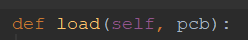 def load(self, pcb):